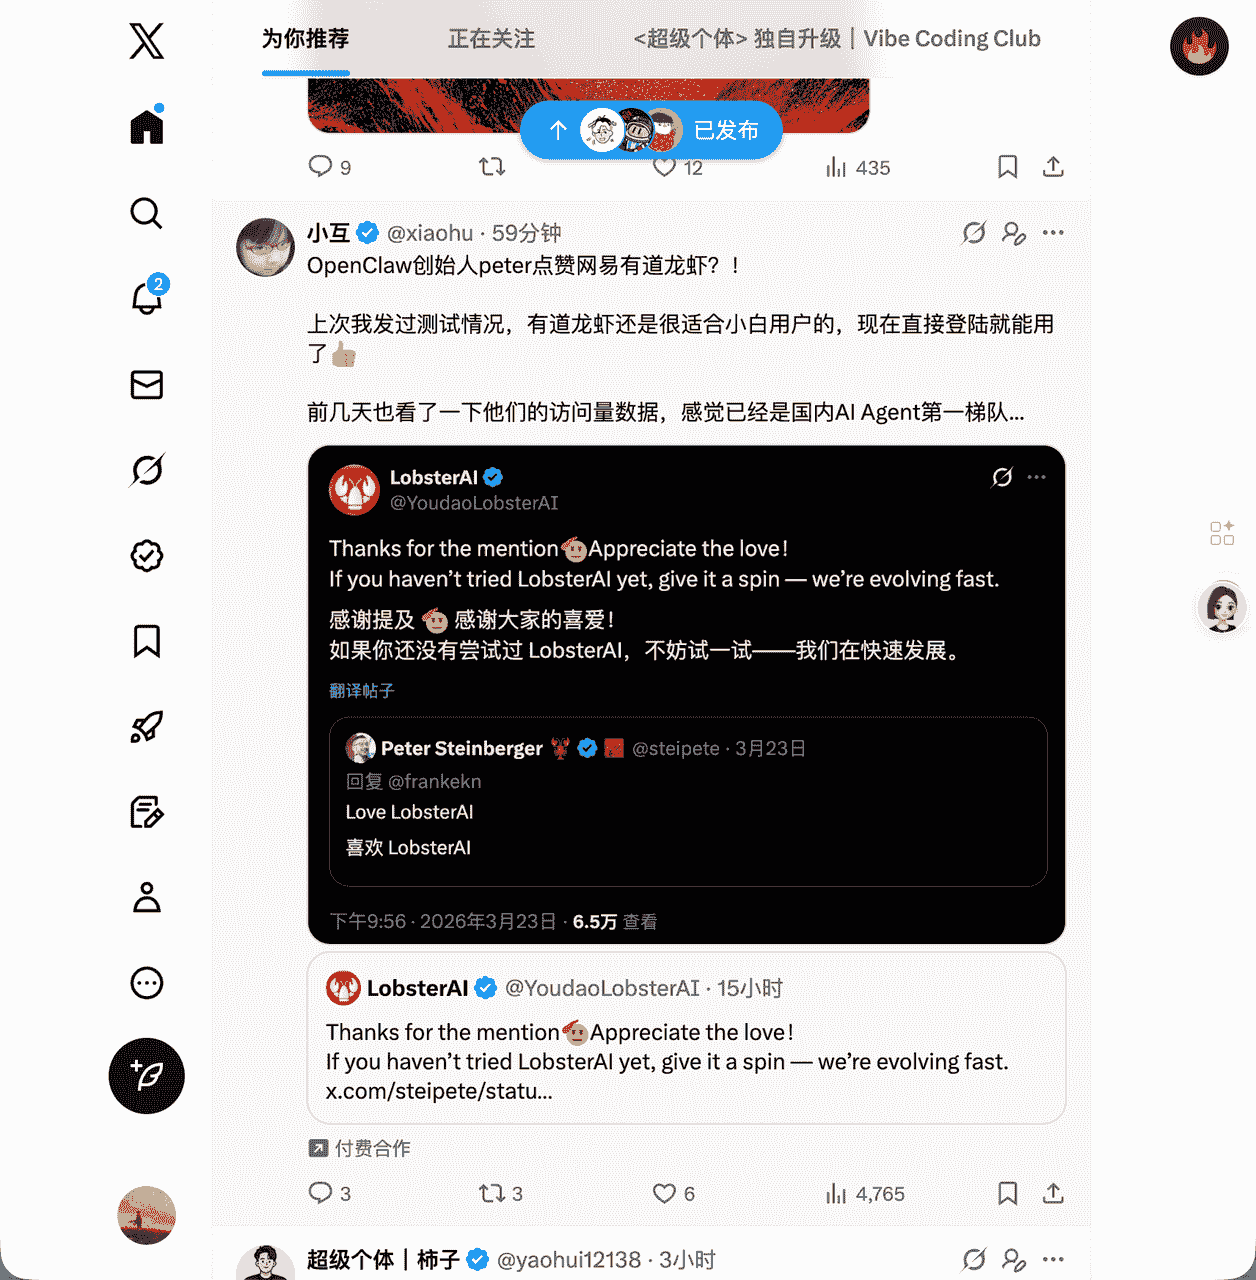 为你推荐
正在关注
<超级个体> 独自升级｜Vibe Coding Club
已发布
9
12
435
2
小互 @xiaohu · 59分钟
OpenClaw创始人peter点赞网易有道龙虾？！
上次我发过测试情况，有道龙虾还是很适合小白用户的，现在直接登陆就能用
了👍
前几天也看了一下他们的访问量数据，感觉已经是国内AI Agent第一梯队...
LobsterAI
@YoudaoLobsterAI
Thanks for the mention🫡Appreciate the love!
If you haven't tried LobsterAI yet, give it a spin — we're evolving fast.
感谢提及 🫡 感谢大家的喜爱！
如果你还没有尝试过 LobsterAI，不妨试一试——我们在快速发展。
翻译帖子
Peter Steinberger 🦞 @steipete · 3月23日
回复 @frankekn
Love LobsterAI
喜欢 LobsterAI
下午9:56 · 2026年3月23日 · 6.5万 查看
LobsterAI @YoudaoLobsterAI · 15小时
Thanks for the mention🫡Appreciate the love!
If you haven't tried LobsterAI yet, give it a spin — we're evolving fast.
x.com/steipete/statu...
付费合作
3
3
6
4,765
超级个体｜柿子 @yaohui12138 · 3小时